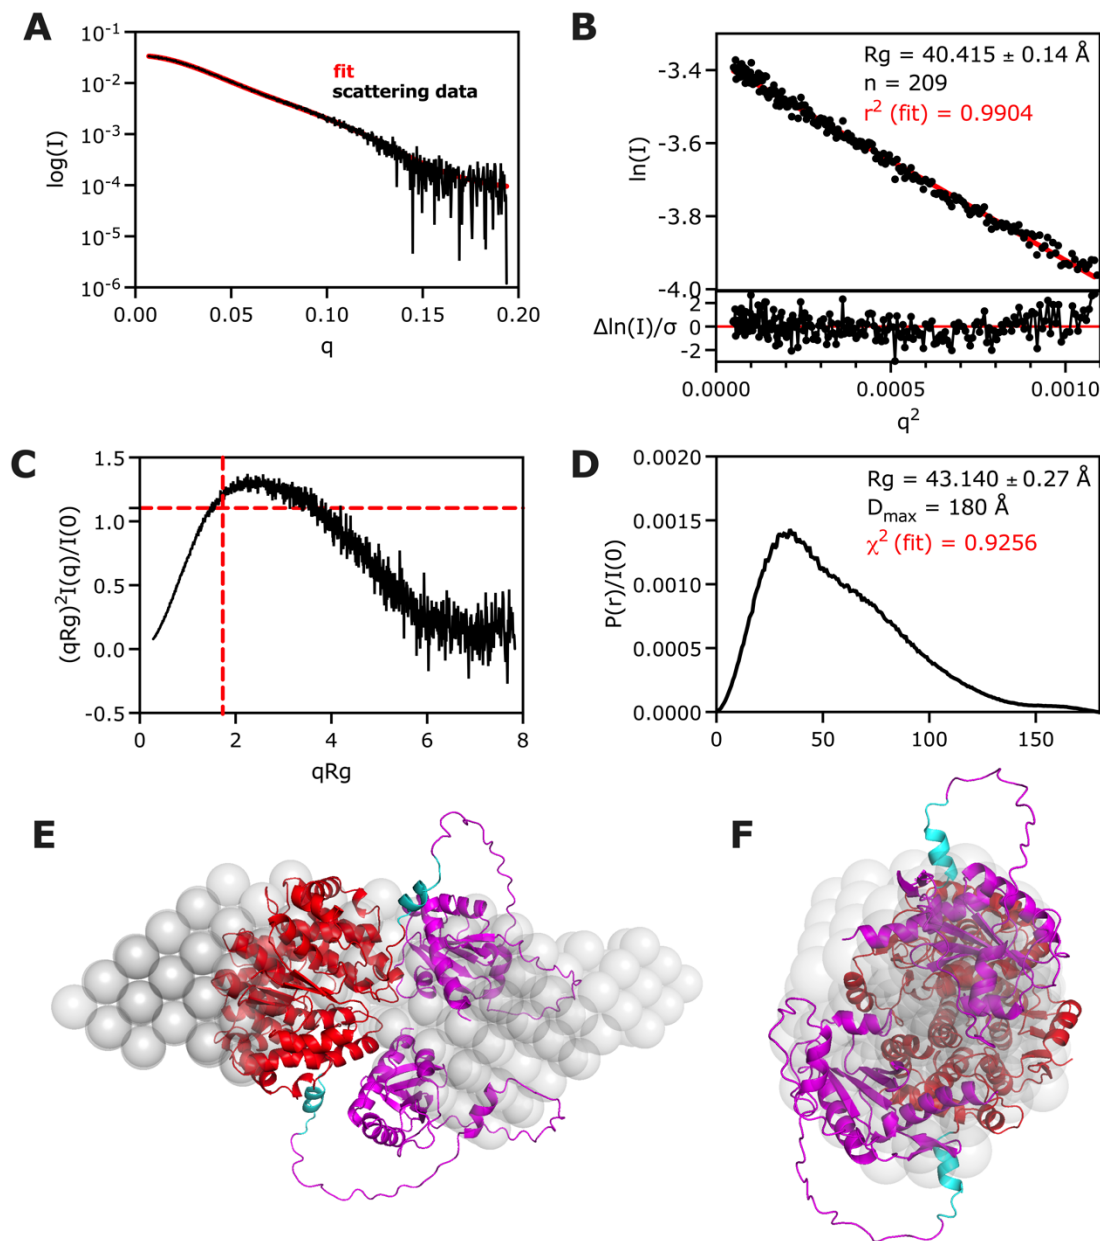 A
log(I)
10⁻¹
10⁻²
10⁻³
10⁻⁴
10⁻⁵
10⁻⁶
fit
scattering data
0.00 0.05 0.10 0.15 0.20
q
B
ln(I)
-3.4
-3.6
-3.8
-4.0
Rg = 40.415 ± 0.14 Å
n = 209
r² (fit) = 0.9904
Δln(I)/σ
2
0
-2
0.0000 0.0005 0.0010
q²
C
(qRg)²I(q)/I(0)
1.5
1.0
0.5
0.0
-0.5
0 2 4 6 8
qRg
D
P(r)/I(0)
0.0020
0.0015
0.0010
0.0005
0.0000
Rg = 43.140 ± 0.27 Å
Dₘₐₓ = 180 Å
χ² (fit) = 0.9256
0 50 100 150
E
F